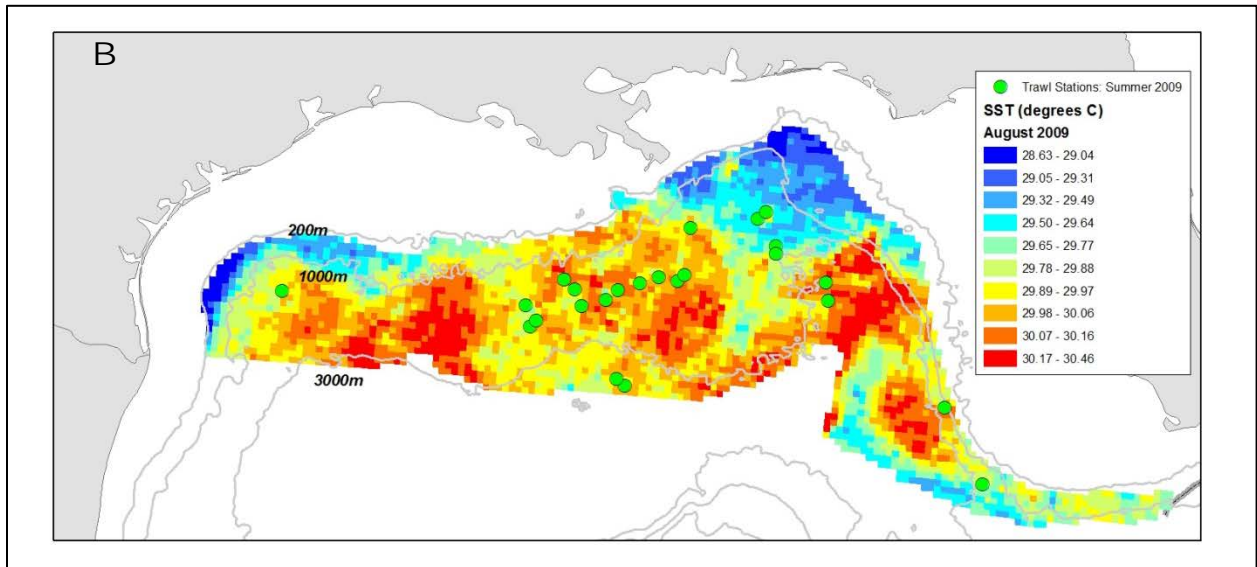 B
Trawl Stations: Summer 2009
SST (degrees C)
August 2009
28.63 - 29.04
29.05 - 29.31
29.32 - 29.49
29.50 - 29.64
29.65 - 29.77
29.78 - 29.88
29.89 - 29.97
29.98 - 30.06
30.07 - 30.16
30.17 - 30.46
200m
1000m
3000m